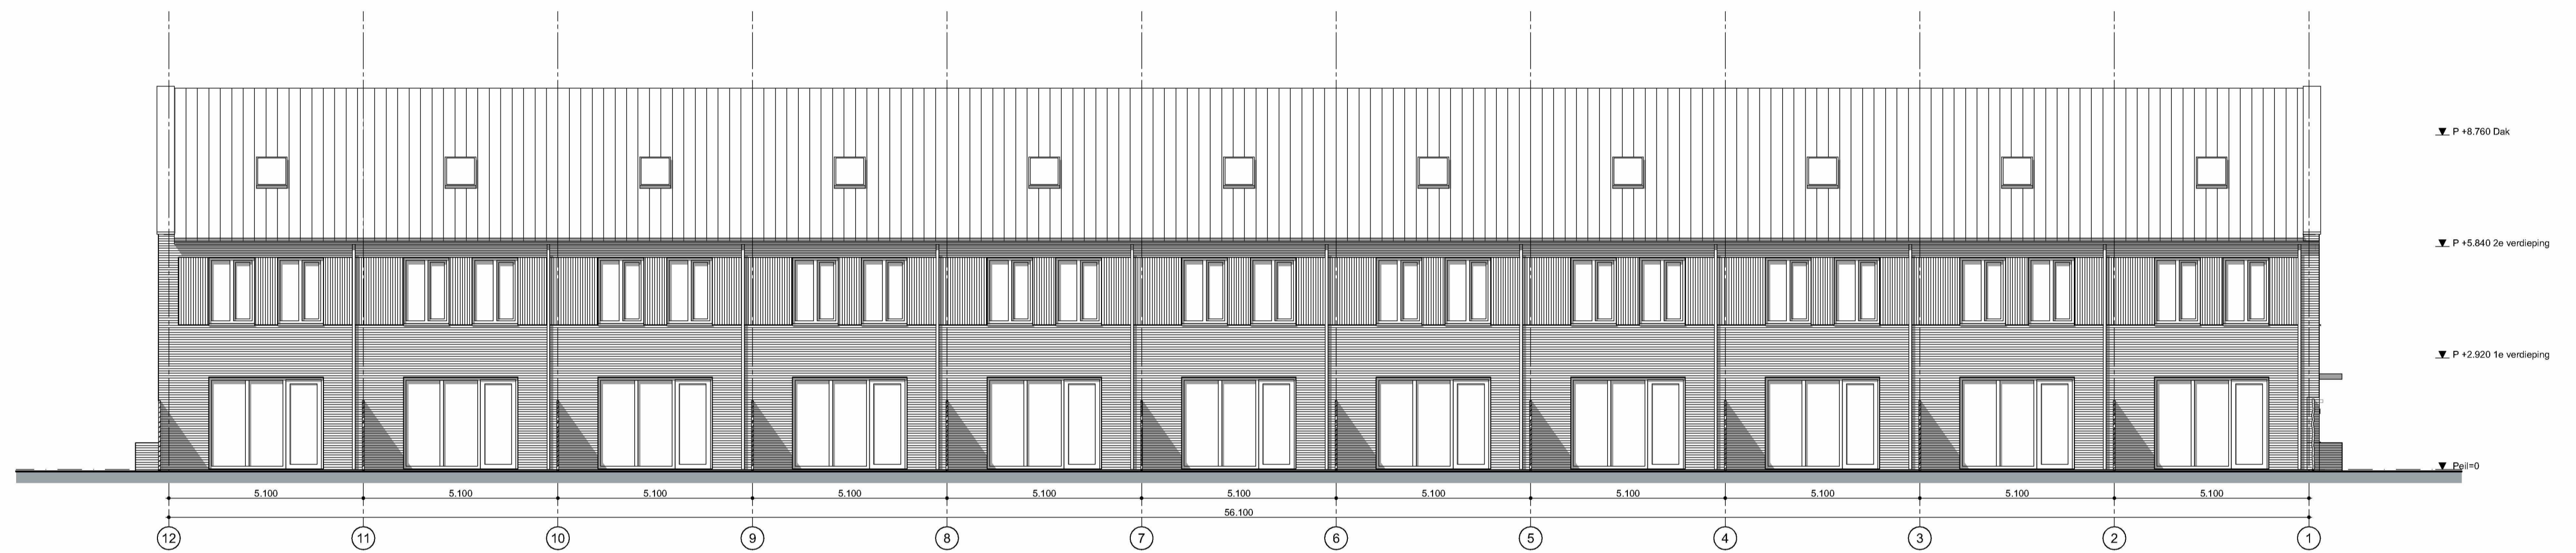 P +8.760 Dak
P +5.840 2e verdieping
P +2.920 1e verdieping
Peil=0
5.100 5.100 5.100 5.100 5.100 5.100 5.100 5.100 5.100 5.100 5.100
56.100
12 11 10 9 8 7 6 5 4 3 2 1